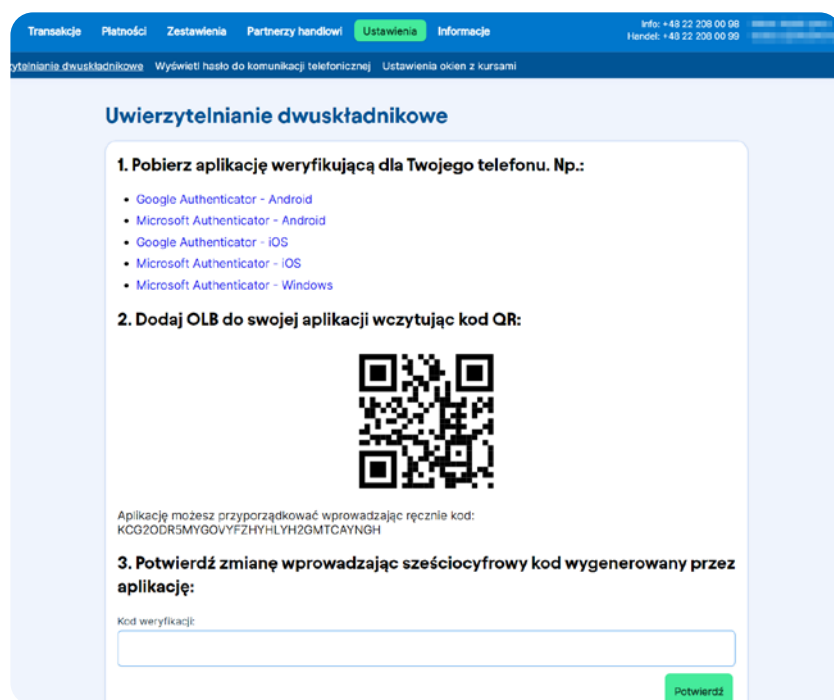 Transakcje Płatności Zestawienia Partnerzy handlowi Ustawienia Informacje
Info: +48 22 208 00 98
Handel: +48 22 208 00 99
ytelnianie dwuskładnikowe Wyświetl hasło do komunikacji telefonicznej Ustawienia okien z kursami
Uwierzytelnianie dwuskładnikowe
1. Pobierz aplikację weryfikującą dla Twojego telefonu. Np.:
• Google Authenticator - Android
• Microsoft Authenticator - Android
• Google Authenticator - iOS
• Microsoft Authenticator - iOS
• Microsoft Authenticator - Windows
2. Dodaj OLB do swojej aplikacji wczytując kod QR:
Aplikację możesz przyporządkować wprowadzając ręcznie kod:
KCG2ODR5MYGOVYFZHYHLYH2GMTCAYNGH
3. Potwierdź zmianę wprowadzając sześciocyfrowy kod wygenerowany przez
aplikację:
Kod weryfikacji:
Potwierdź